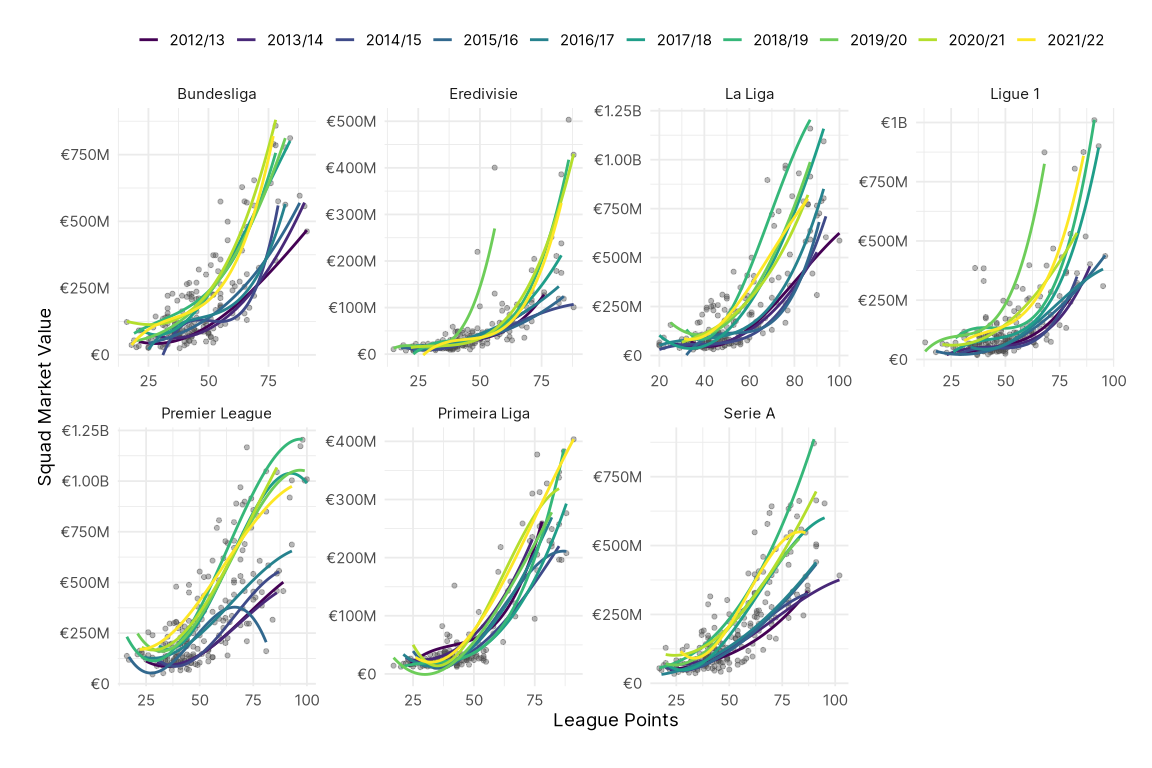 2012/13 2013/14 2014/15 2015/16 2016/17 2017/18 2018/19 2019/20 2020/21 2021/22
Bundesliga Eredivisie La Liga Ligue 1
€750M
€500M
€250M
€0
25 50 75
€500M
€400M
€300M
€200M
€100M
€0
25 50 75
€1.25B
€1.00B
€750M
€500M
€250M
€0
20 40 60 80 100
€1B
€750M
€500M
€250M
€0
25 50 75 100
Squad Market Value
Premier League Primeira Liga Serie A
€1.25B
€1.00B
€750M
€500M
€250M
€0
25 50 75 100
€400M
€300M
€200M
€100M
€0
25 50 75
€750M
€500M
€250M
€0
25 50 75 100
League Points